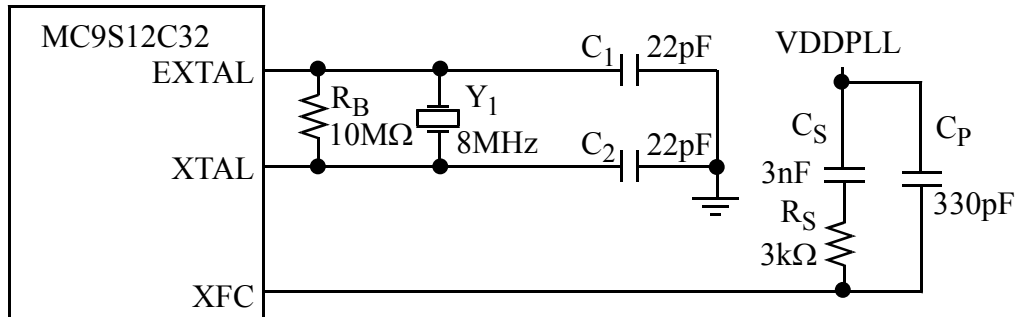 MC9S12C32
EXTAL
XTAL
XFC
R_B
10MΩ
Y_1
8MHz
C_1
22pF
C_2
22pF
VDDPLL
C_S
3nF
R_S
3kΩ
C_P
330pF